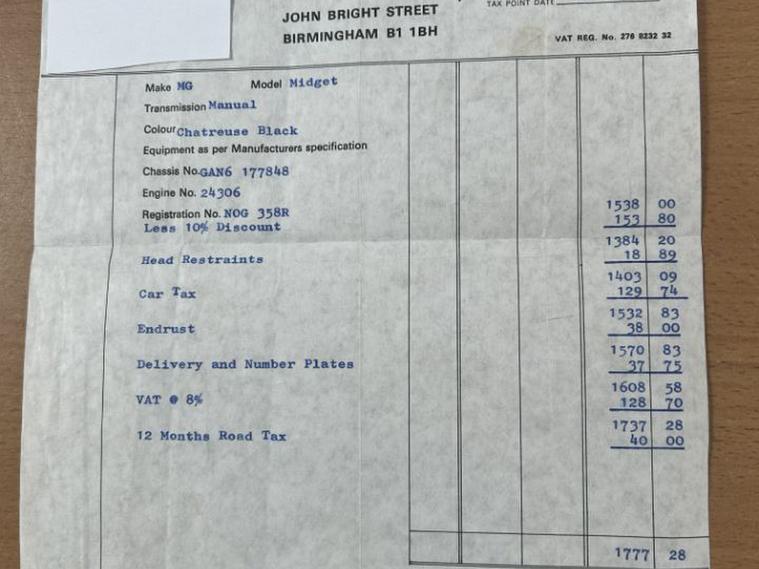 TAX POINT DATE
JOHN BRIGHT STREET
BIRMINGHAM B1 1BH
VAT REG. No. 276 8232 32
Make MG Model Midget
Transmission Manual
Colour Chatreuse Black
Equipment as per Manufacturers specification
Chassis No. GAN6 177848
Engine No. 24306
1538 00
Registration No. NOG 358R 153 80
Less 10% Discount
1384 20
Head Restraints 18 89
1403 09
Car Tax 129 74
1532 83
Endrust 38 00
1570 83
Delivery and Number Plates 37 75
1608 58
VAT @ 8% 128 70
1737 28
12 Months Road Tax 40 00
1777 28